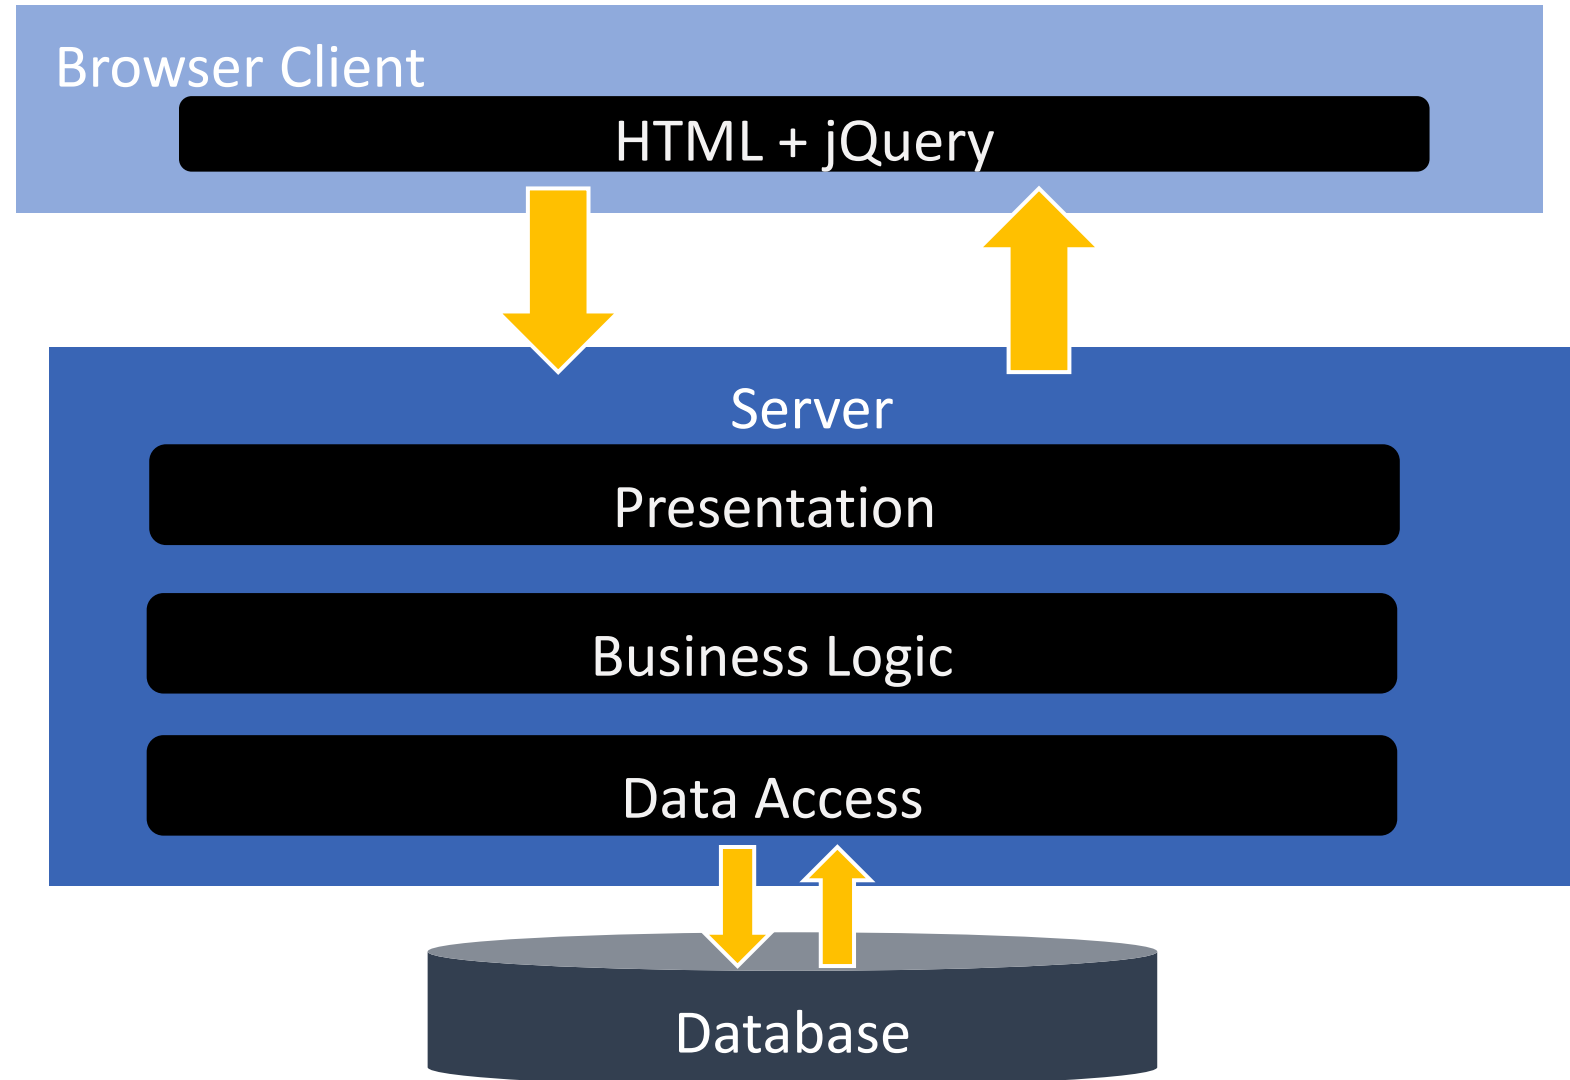 Browser Client
HTML + jQuery
Server
Presentation
Business Logic
Data Access
Database